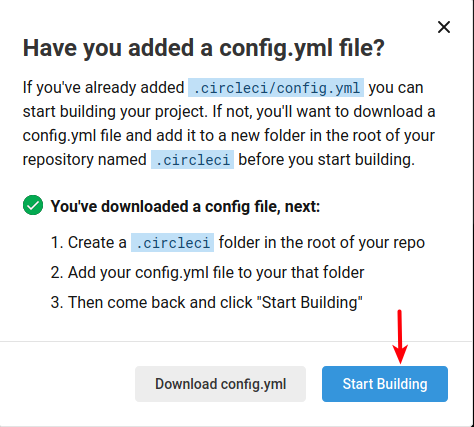 Have you added a config.yml file?
If you've already added .circleci/config.yml you can
start building your project. If not, you'll want to download a
config.yml file and add it to a new folder in the root of your
repository named .circleci before you start building.
You've downloaded a config file, next:
1. Create a .circleci folder in the root of your repo
2. Add your config.yml file to your that folder
3. Then come back and click "Start Building"
Download config.yml
Start Building